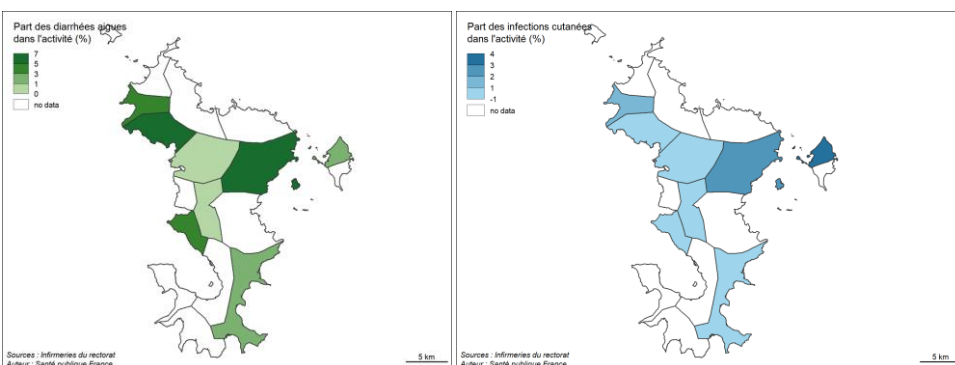 Part des diarrhées aigues
dans l'activité (%)
7
5
3
1
0
no data
Sources : Infirmeries du rectorat
Auteur : Santé publique France
5 km
Part des infections cutanées
dans l'activité (%)
4
3
2
1
-1
no data
Sources : Infirmeries du rectorat
Auteur : Santé publique France
5 km